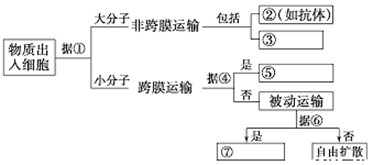 大分子 非跨膜运输 包括 ②(如抗体)
③
物质出入细胞 据①
小分子 跨膜运输 据④ 是 ⑤
否 被动运输
据⑥
是 否
⑦ 自由扩散